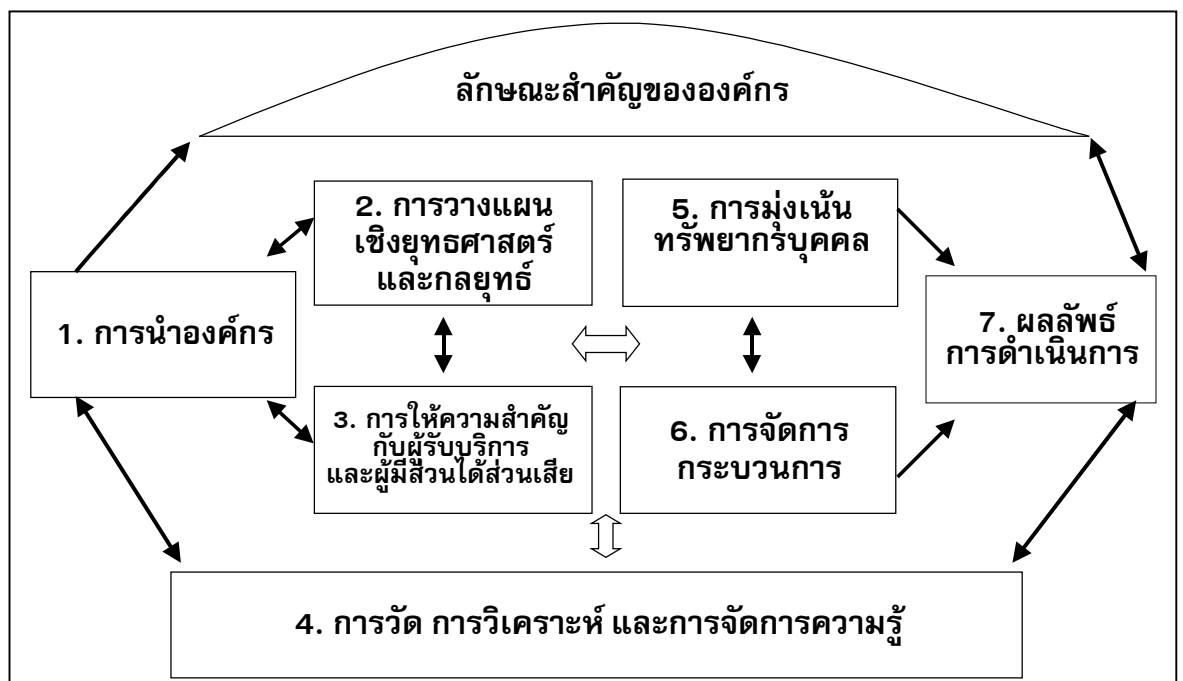 ลักษณะสำคัญขององค์กร
2. การวางแผน
เชิงยุทธศาสตร์
และกลยุทธ์
5. การมุ่งเน้น
ทรัพยากรบุคคล
1. การนำองค์กร
7. ผลลัพธ์
การดำเนินการ
3. การให้ความสำคัญ
กับผู้รับบริการ
และผู้มีส่วนได้ส่วนเสีย
6. การจัดการ
กระบวนการ
4. การวัด การวิเคราะห์ และการจัดการความรู้